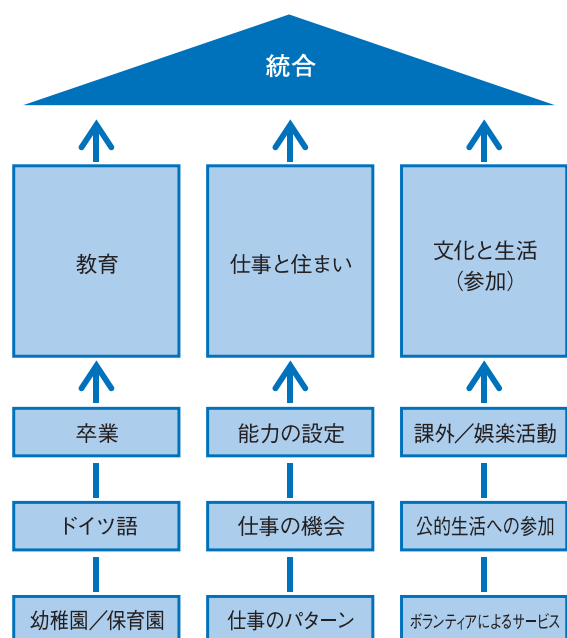 統合
教育
仕事と住まい
文化と生活
（参加）
卒業
能力の設定
課外／娯楽活動
ドイツ語
仕事の機会
公的生活への参加
幼稚園／保育園
仕事のパターン
ボランティアによるサービス